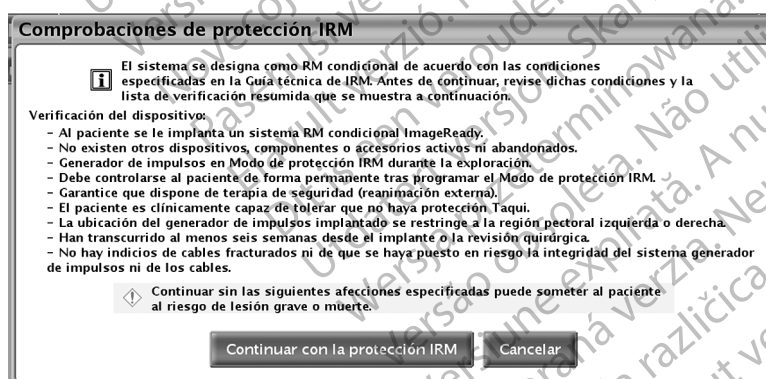 Comprobaciones de protección IRM
El sistema se designa como RM condicional de acuerdo con las condiciones
especificadas en la Guía técnica de IRM. Antes de continuar, revise dichas condiciones y la
lista de verificación resumida que se muestra a continuación.
Verificación del dispositivo:
- Al paciente se le implanta un sistema RM condicional ImageReady.
- No existen otros dispositivos, componentes o accesorios activos ni abandonados.
- Generador de impulsos en Modo de protección IRM durante la exploración.
- Debe controlarse al paciente de forma permanente tras programar el Modo de protección IRM.
- Garantice que dispone de terapia de seguridad (reanimación externa).
- El paciente es clínicamente capaz de tolerar que no haya protección Taqui.
- La ubicación del generador de impulsos implantado se restringe a la región pectoral izquierda o derecha.
- Han transcurrido al menos seis semanas desde el implante o la revisión quirúrgica.
- No hay indicios de cables fracturados ni de que se haya puesto en riesgo la integridad del sistema generador
de impulsos ni de los cables.
Continuar sin las siguientes afecciones especificadas puede someter al paciente
al riesgo de lesión grave o muerte.
Continuar con la protección IRM
Cancelar